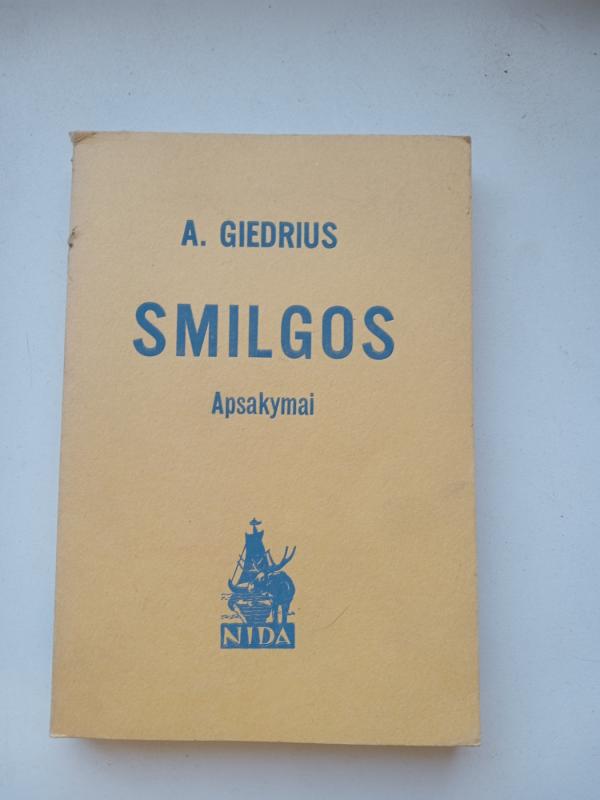 A. GIEDRIUS
SMILGOS
Apsakymai
NIDA